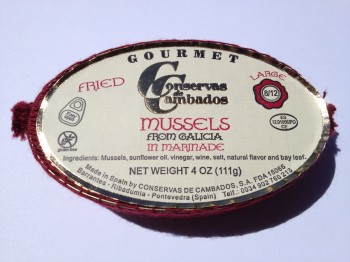 GOURMET
FRIED
Conservas
de
Cambados
LARGE
8/12
MUSSELS
FROM GALICIA
IN MARINADE
Ingredients: Mussels, sunflower oil, vinegar, wine, salt, natural flavor and bay leaf.
NET WEIGHT 4 OZ (111g)
Made in Spain by CONSERVAS DE CAMBADOS, S.A. FDA 15065
Barrantes - Ribadumia - Pontevedra (Spain) Telf.: 0034 902 760 213